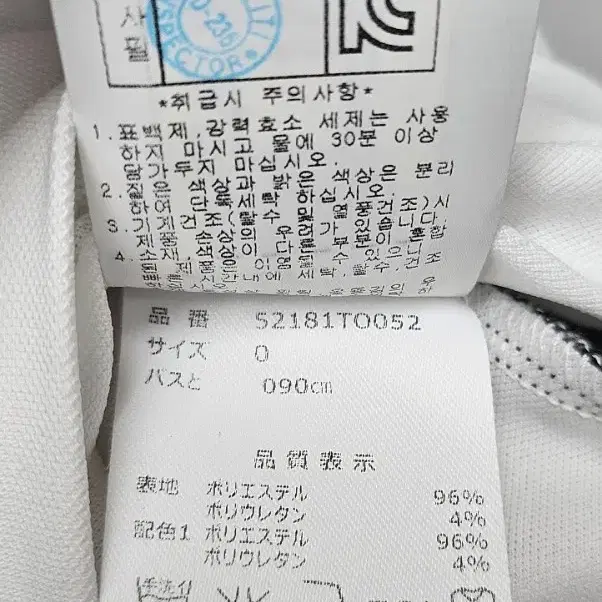 사
필
SPECTOR
*취급시 주의사항*
1. 표백제,강력효소 세제는 사용
하지 마시고 물에 30분 이상
담가두지 마십시오.
2. 짙은 색상과 밝은 색상은 분리
하여 단독 세탁 하십시오.
3. 기계건조(탈수 및 열풍건조)시
제품손상의 우려가 있습니다.
4.
品番 S2181TO052
サイズ 0
バスと 090cm
品質表示
表地 ポリエステル 96%
ポリウレタン 4%
配色1 ポリエステル 96%
ポリウレタン 4%
手洗イ